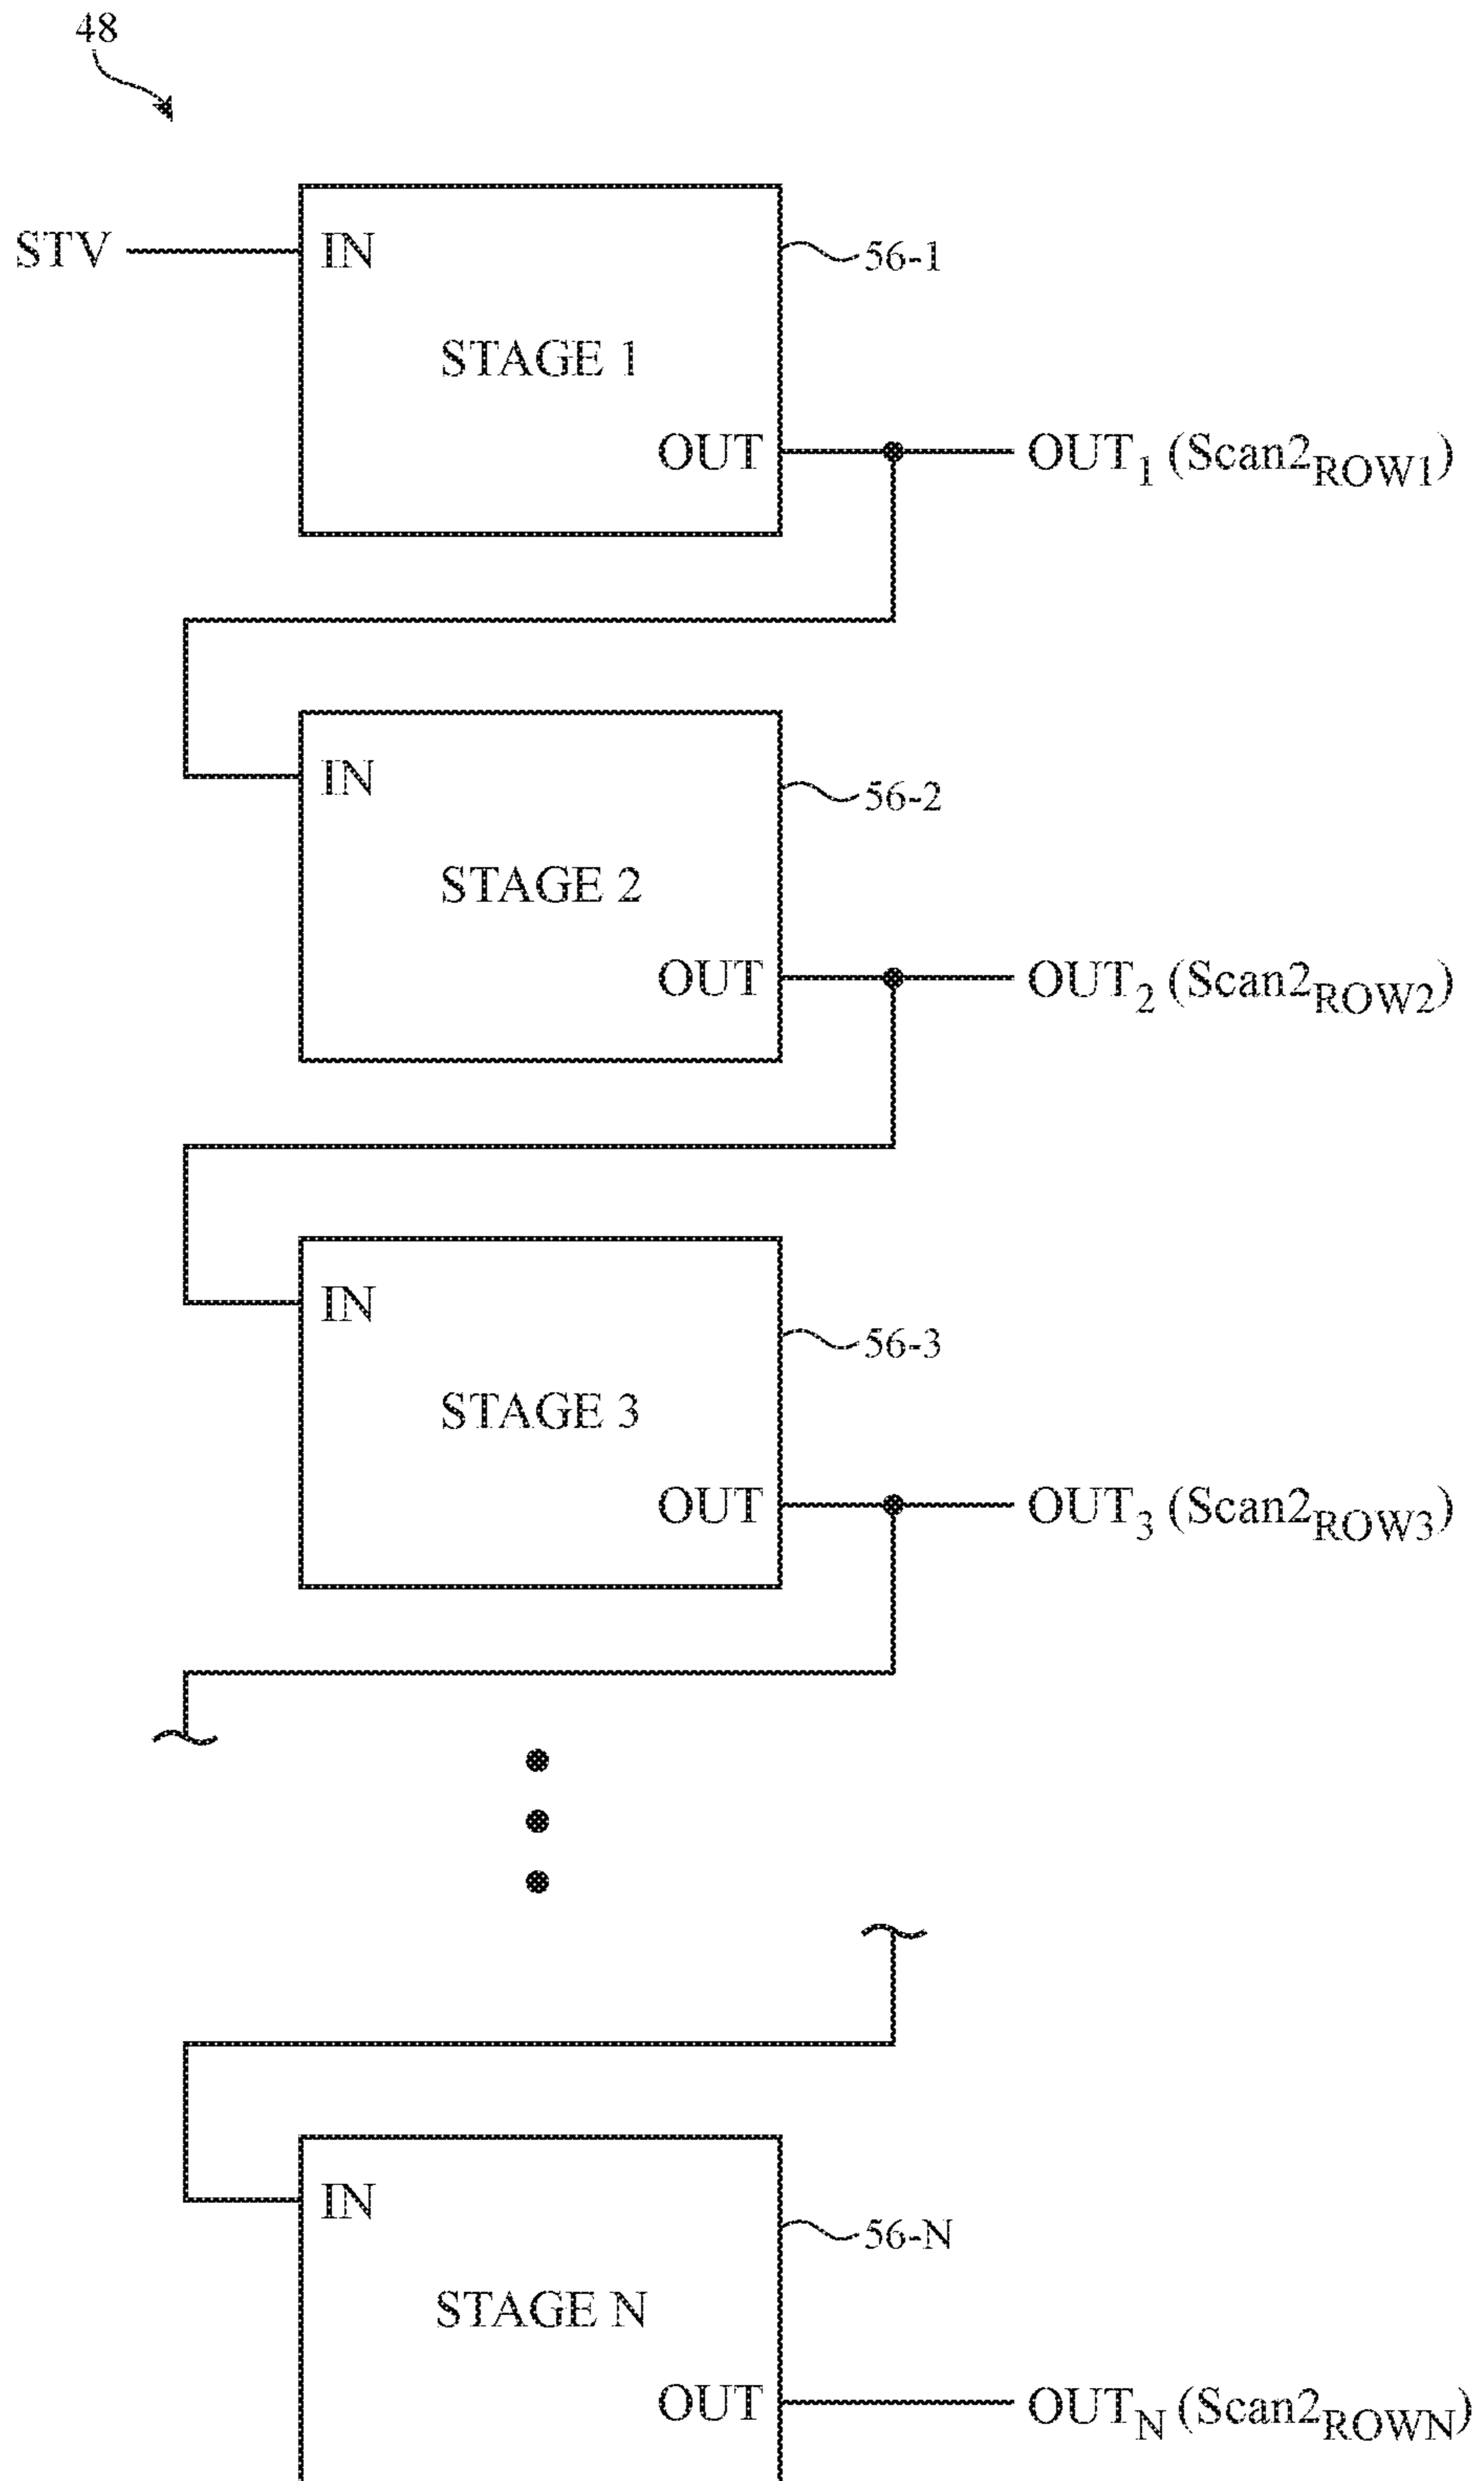 48
STV
IN
56-1
STAGE 1
OUT
OUT₁ (Scan2ROW1)
IN
56-2
STAGE 2
OUT
OUT₂ (Scan2ROW2)
IN
56-3
STAGE 3
OUT
OUT₃ (Scan2ROW3)
IN
56-N
STAGE N
OUT
OUTN (Scan2ROWN)